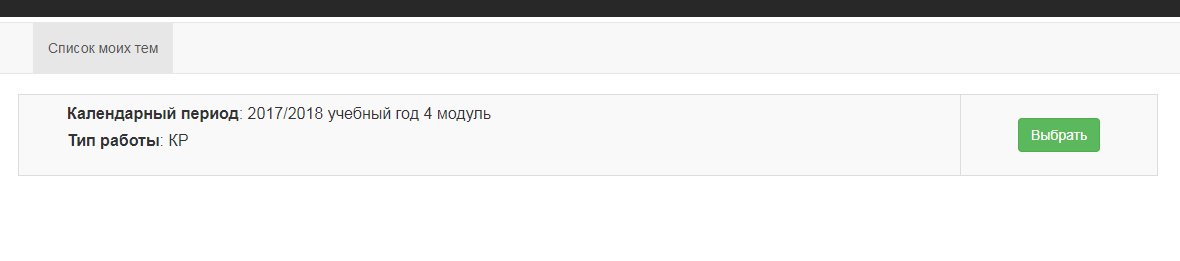 Список моих тем
Календарный период: 2017/2018 учебный год 4 модуль
Тип работы: КР
Выбрать